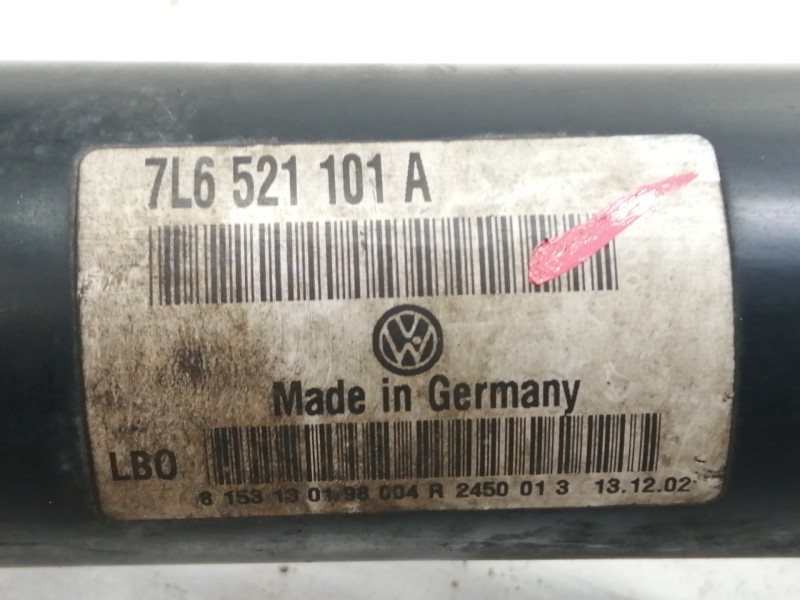 7L6 521 101 A
VW
Made in Germany
LBO
6 153 13 01 98 004 R 2450 01 3 13.12.02